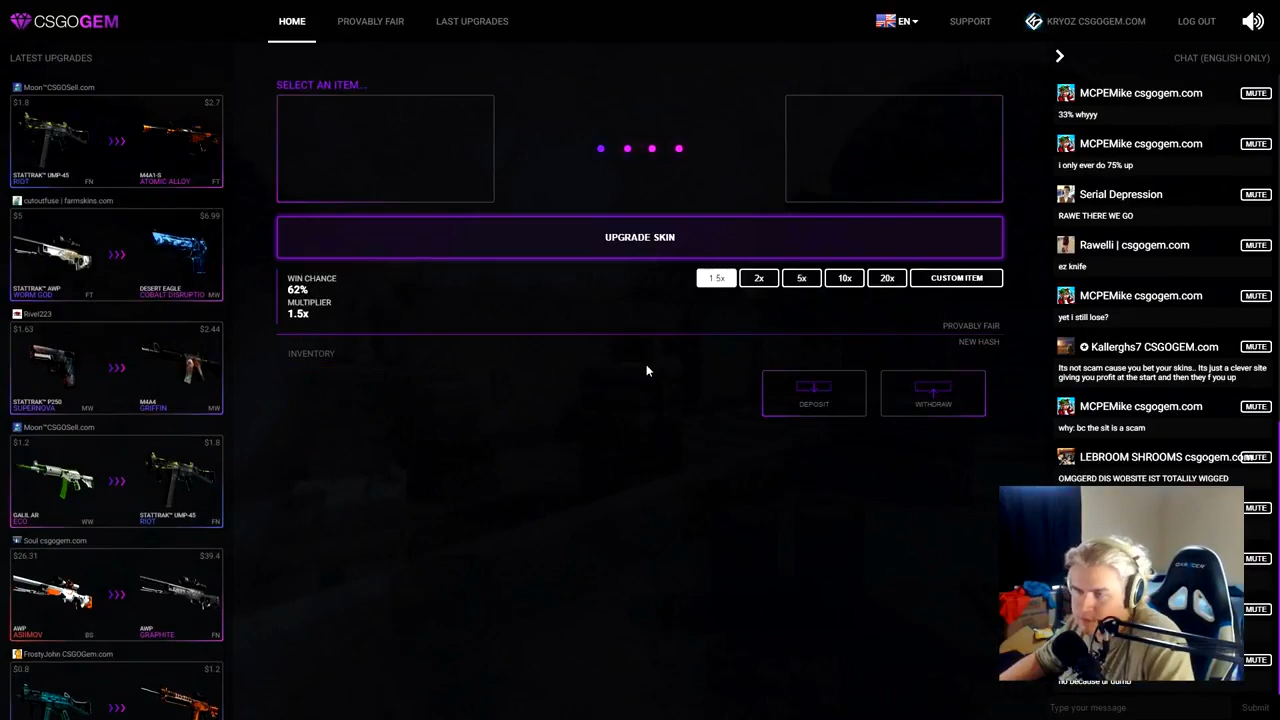 CSGOGEM
HOME
PROVABLY FAIR
LAST UPGRADES
EN
SUPPORT
KRYOZ CSGOGEM.COM
LOG OUT
LATEST UPGRADES
Moon™CSGOSell.com
$1.8
$2.7
STATTRAK™ UMP-45
RIOT
FN
M4A1-S
ATOMIC ALLOY
FT
cutoutfuse | farmskins.com
$5
$6.99
STATTRAK™ AWP
WORM GOD
FT
DESERT EAGLE
COBALT DISRUPTIO
MW
Rivel223
$1.63
$2.44
STATTRAK™ P250
SUPERNOVA
MW
M4A4
GRIFFIN
MW
Moon™CSGOSell.com
$1.2
$1.8
GALIL AR
ECO
WW
STATTRAK™ UMP-45
RIOT
FN
Soul csgogem.com
$26.31
$39.4
AWP
ASIIMOV
BS
AWP
GRAPHITE
FN
FrostyJohn CSGOGem.com
$0.8
$1.2
SELECT AN ITEM...
UPGRADE SKIN
WIN CHANCE
62%
MULTIPLIER
1.5x
1.5x
2x
5x
10x
20x
CUSTOM ITEM
PROVABLY FAIR
NEW HASH
INVENTORY
DEPOSIT
WITHDRAW
CHAT (ENGLISH ONLY)
MCPEMike csgogem.com
MUTE
33% whyyy
MCPEMike csgogem.com
MUTE
i only ever do 75% up
Serial Depression
MUTE
RAWE THERE WE GO
Rawelli | csgogem.com
MUTE
ez knife
MCPEMike csgogem.com
MUTE
yet i still lose?
✪ Kallerghs7 CSGOGEM.com
MUTE
Its not scam cause you bet your skins.. Its just a clever site
giving you profit at the start and then they f you up
MCPEMike csgogem.com
MUTE
why: bc the sit is a scam
LEBROOM SHROOMS csgogem.com
MUTE
OMGGERD DIS WOBSITE IST TOTALILY WIGGED
MUTE
MUTE
MUTE
MUTE
no because ur dumb
Type your message...
Submit